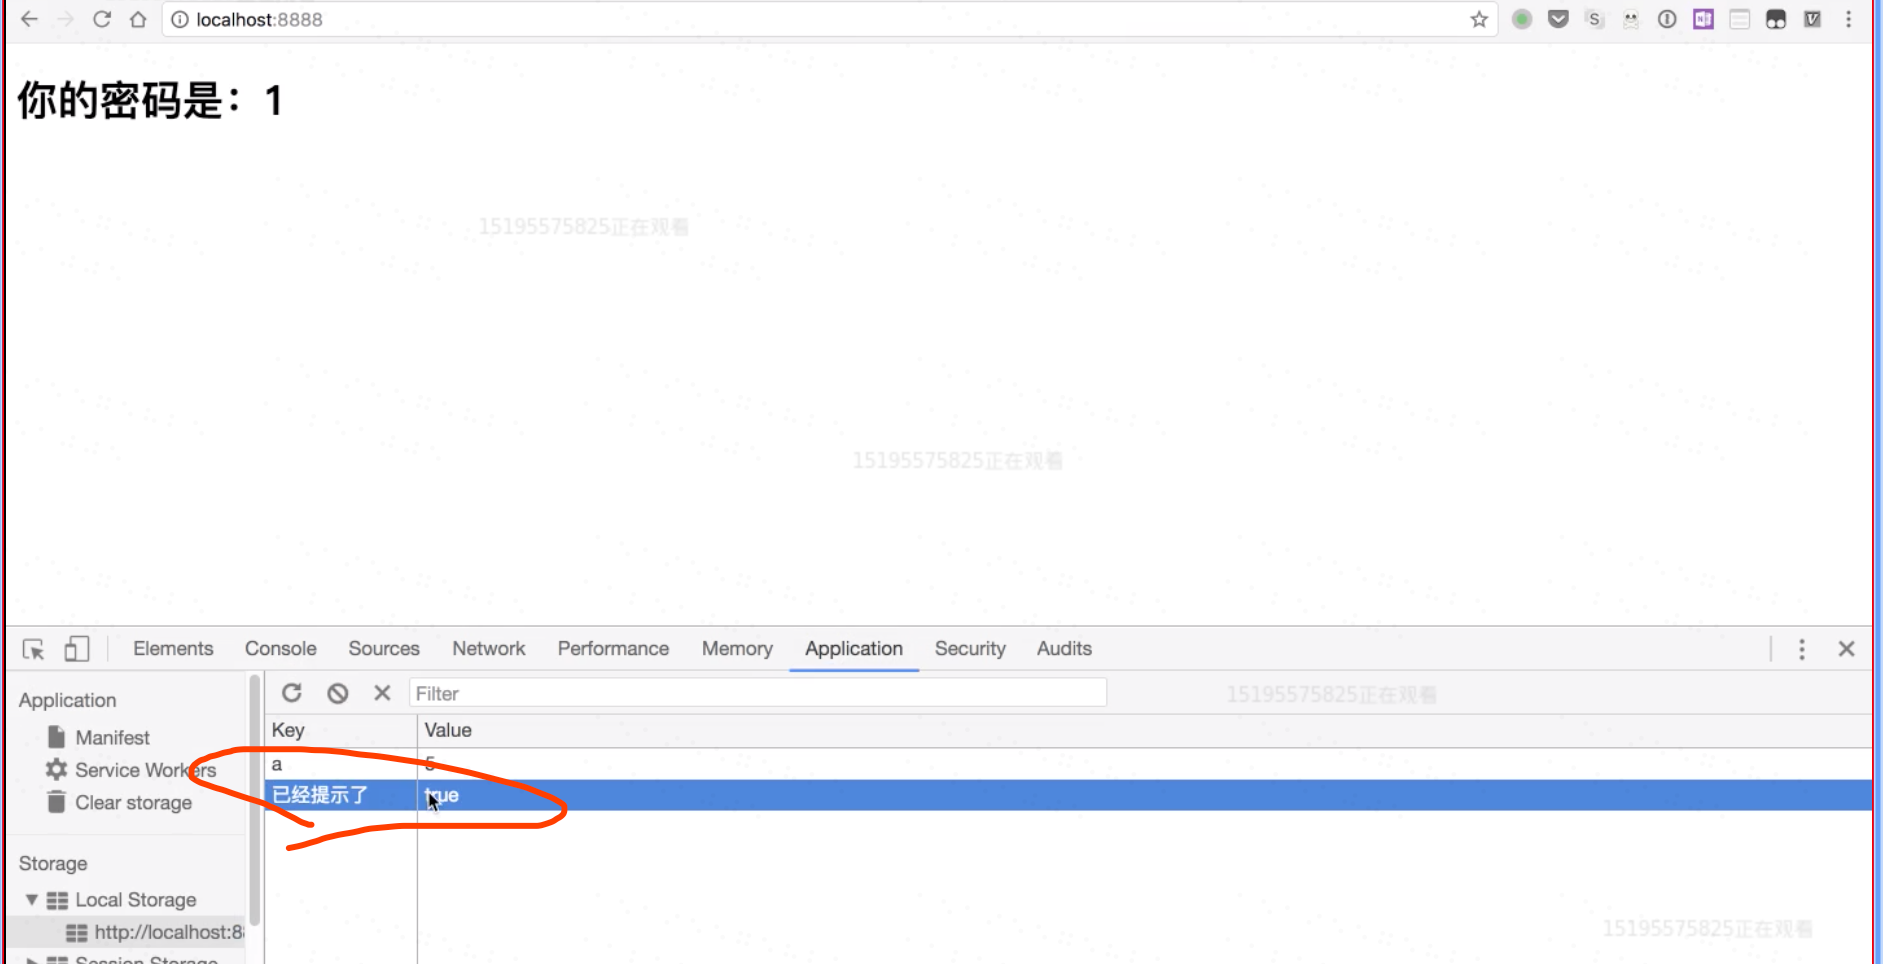 localhost:8888
你的密码是：1
15195575825正在观看
15195575825正在观看
Elements Console Sources Network Performance Memory Application Security Audits
Application
Filter
15195575825正在观看
Key Value
Manifest
a 5
Service Workers
已经提示了 true
Clear storage
Storage
Local Storage
http://localhost:8
15195575825正在观看
Session Storage